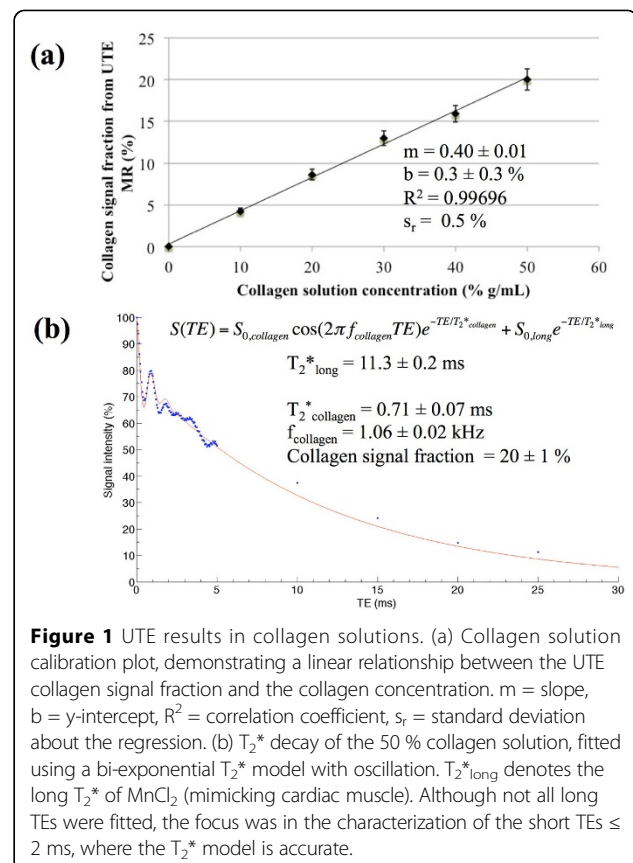 (a)
Collagen signal fraction from UTE
MR (%)
25
20
15
10
5
0
m = 0.40 ± 0.01
b = 0.3 ± 0.3 %
R² = 0.99696
sᵣ = 0.5 %
0 10 20 30 40 50 60
Collagen solution concentration (% g/mL)
(b)
S(TE) = S₀,collagen cos(2πf collagen TE)e^−TE/T₂*collagen + S₀,long e^−TE/T₂*long
T₂*long = 11.3 ± 0.2 ms
T₂*collagen = 0.71 ± 0.07 ms
f collagen = 1.06 ± 0.02 kHz
Collagen signal fraction = 20 ± 1 %
Signal intensity (%)
100
90
80
70
60
50
40
30
20
10
0
0 5 10 15 20 25 30
TE (ms)
Figure 1 UTE results in collagen solutions. (a) Collagen solution
calibration plot, demonstrating a linear relationship between the UTE
collagen signal fraction and the collagen concentration. m = slope,
b = y-intercept, R² = correlation coefficient, sᵣ = standard deviation
about the regression. (b) T₂* decay of the 50 % collagen solution, fitted
using a bi-exponential T₂* model with oscillation. T₂*long denotes the
long T₂* of MnCl₂ (mimicking cardiac muscle). Although not all long
TEs were fitted, the focus was in the characterization of the short TEs ≤
2 ms, where the T₂* model is accurate.